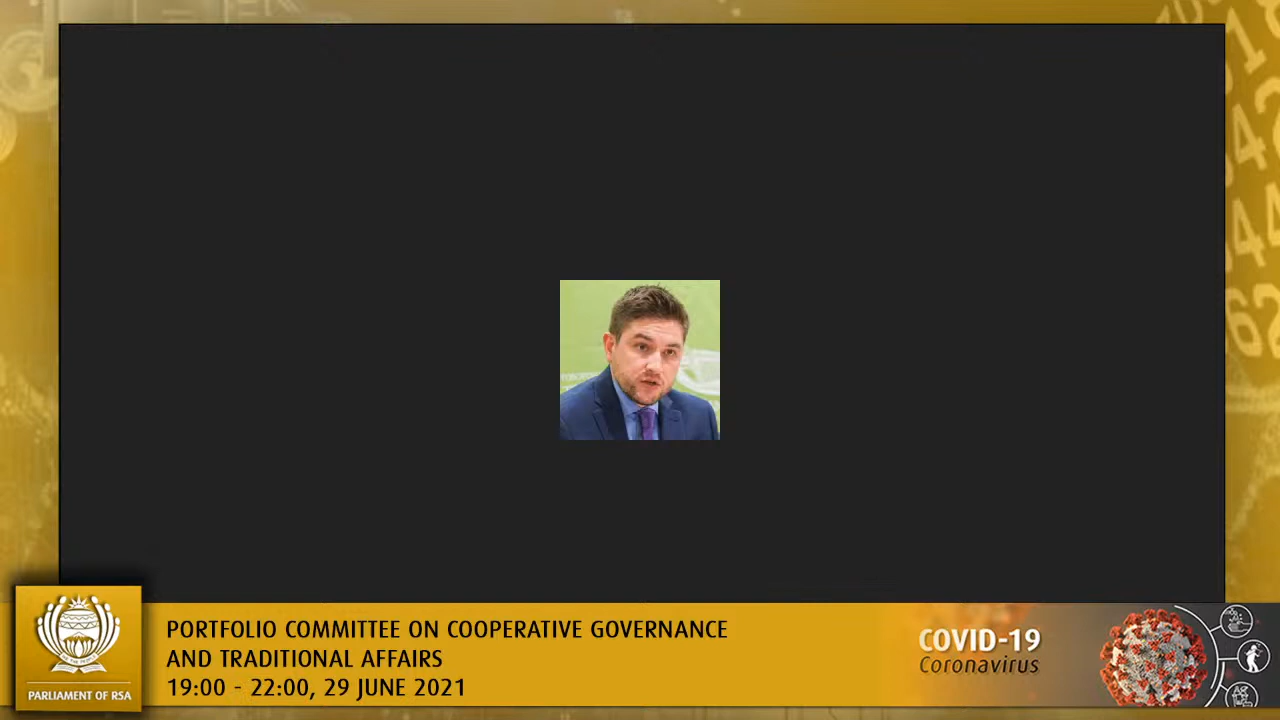 PORTFOLIO COMMITTEE ON COOPERATIVE GOVERNANCE
AND TRADITIONAL AFFAIRS
19:00 - 22:00, 29 JUNE 2021
PARLIAMENT OF RSA
COVID-19
Coronavirus